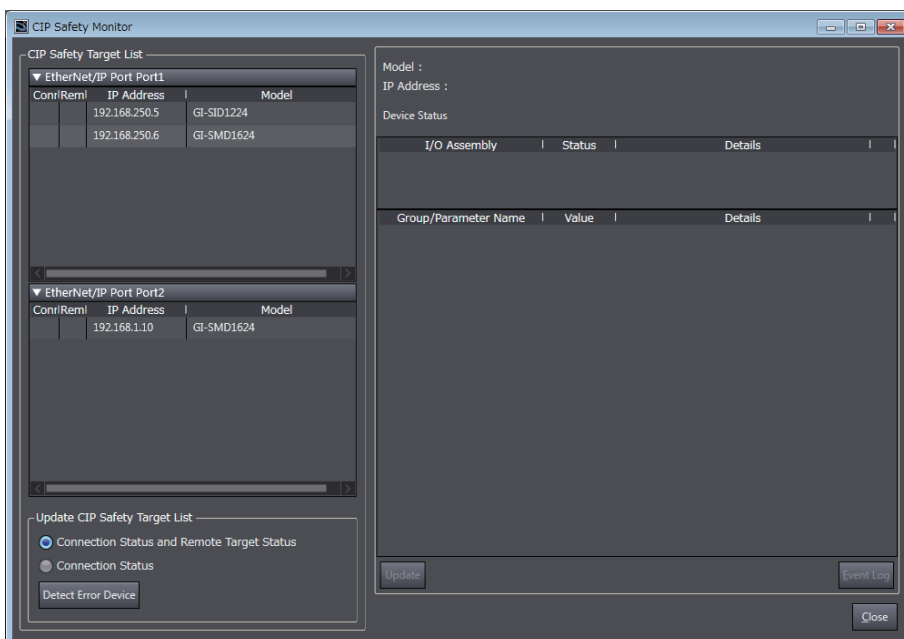 CIP Safety Monitor
CIP Safety Target List
▼ EtherNet/IP Port Port1
Conn Rem IP Address Model
192.168.250.5 GI-SID1224
192.168.250.6 GI-SMD1624
▼ EtherNet/IP Port Port2
Conn Rem IP Address Model
192.168.1.10 GI-SMD1624
Update CIP Safety Target List
Connection Status and Remote Target Status
Connection Status
Detect Error Device
Model :
IP Address :
Device Status
I/O Assembly Status Details
Group/Parameter Name Value Details
Update
Event Log
Close